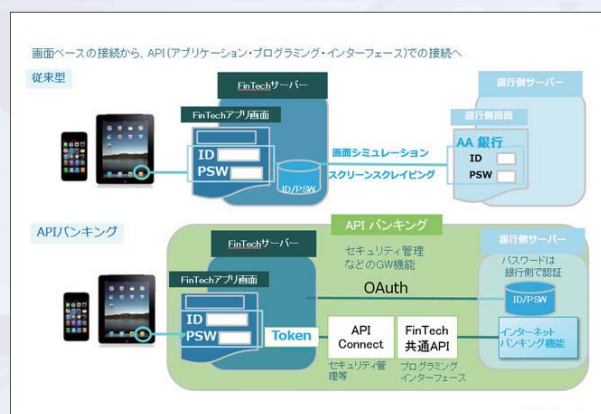 画面ベースの接続から、API(アプリケーション・プログラミング・インターフェース)での接続へ
従来型
FinTechサーバー
銀行側サーバー
FinTechアプリ画面
銀行側画面
ID
PSW
ID/PSW
画面シミュレーション
スクリーンスクレイピング
AA 銀行
ID
PSW
APIバンキング
API バンキング
FinTechサーバー
セキュリティ管理
などのGW機能
銀行側サーバー
パスワードは
銀行側で認証
FinTechアプリ画面
OAuth
ID/PSW
ID
PSW
Token
API
Connect
FinTech
共通API
インターネット
バンキング機能
セキュリティ管
理等
プログラミング
インターフェース